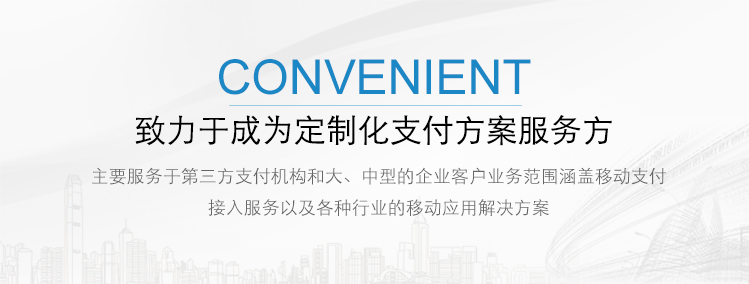 CONVENIENT
致力于成为定制化支付方案服务方
主要服务于第三方支付机构和大、中型的企业客户业务范围涵盖移动支付
接入服务以及各种行业的移动应用解决方案